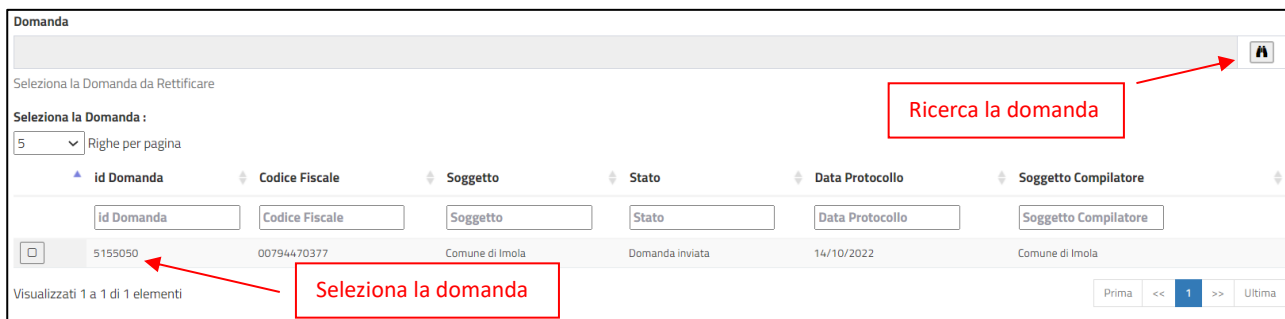 Domanda
Seleziona la Domanda da Rettificare
Ricerca la domanda
Seleziona la Domanda :
5 Righe per pagina
id Domanda Codice Fiscale Soggetto Stato Data Protocollo Soggetto Compilatore
id Domanda Codice Fiscale Soggetto Stato Data Protocollo Soggetto Compilatore
5155050 00794470377 Comune di Imola Domanda inviata 14/10/2022 Comune di Imola
Seleziona la domanda
Visualizzati 1 a 1 di 1 elementi
Prima << 1 >> Ultima